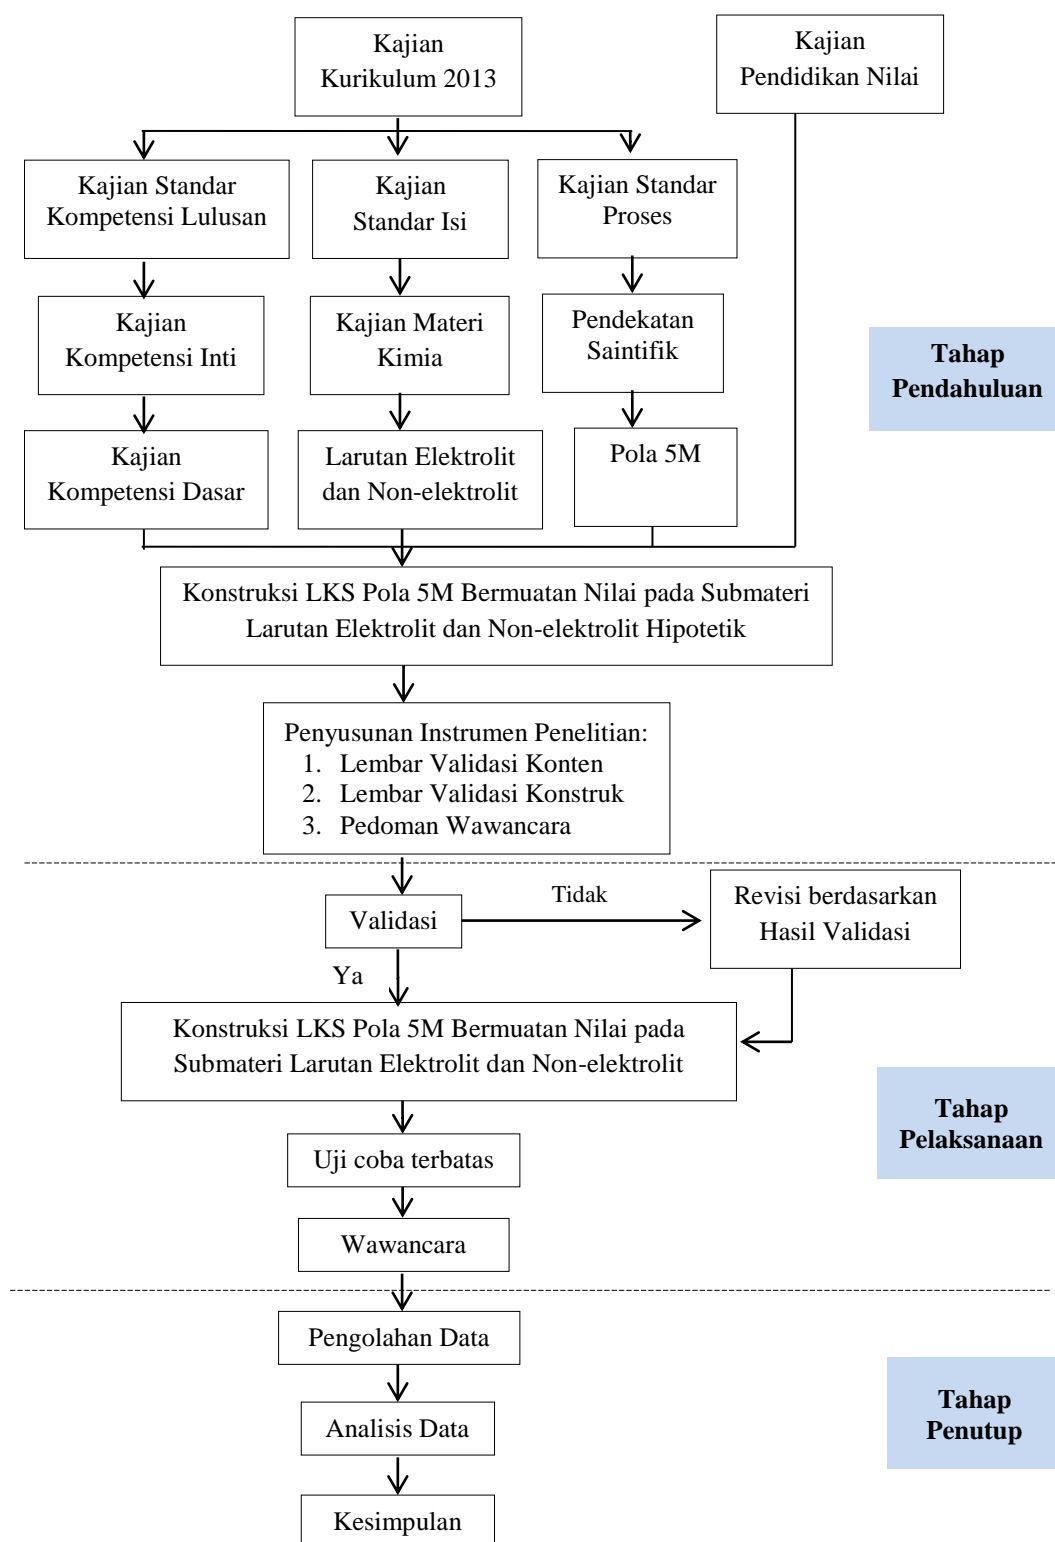 Kajian
Kurikulum 2013
Kajian
Pendidikan Nilai
Kajian Standar
Kompetensi Lulusan
Kajian
Standar Isi
Kajian Standar
Proses
Kajian
Kompetensi Inti
Kajian Materi
Kimia
Pendekatan
Saintifik
Tahap
Pendahuluan
Kajian
Kompetensi Dasar
Larutan Elektrolit
dan Non-elektrolit
Pola 5M
Konstruksi LKS Pola 5M Bermuatan Nilai pada Submateri
Larutan Elektrolit dan Non-elektrolit Hipotetik
Penyusunan Instrumen Penelitian:
1. Lembar Validasi Konten
2. Lembar Validasi Konstruk
3. Pedoman Wawancara
Validasi
Tidak
Revisi berdasarkan
Hasil Validasi
Ya
Konstruksi LKS Pola 5M Bermuatan Nilai pada
Submateri Larutan Elektrolit dan Non-elektrolit
Tahap
Pelaksanaan
Uji coba terbatas
Wawancara
Pengolahan Data
Analisis Data
Tahap
Penutup
Kesimpulan